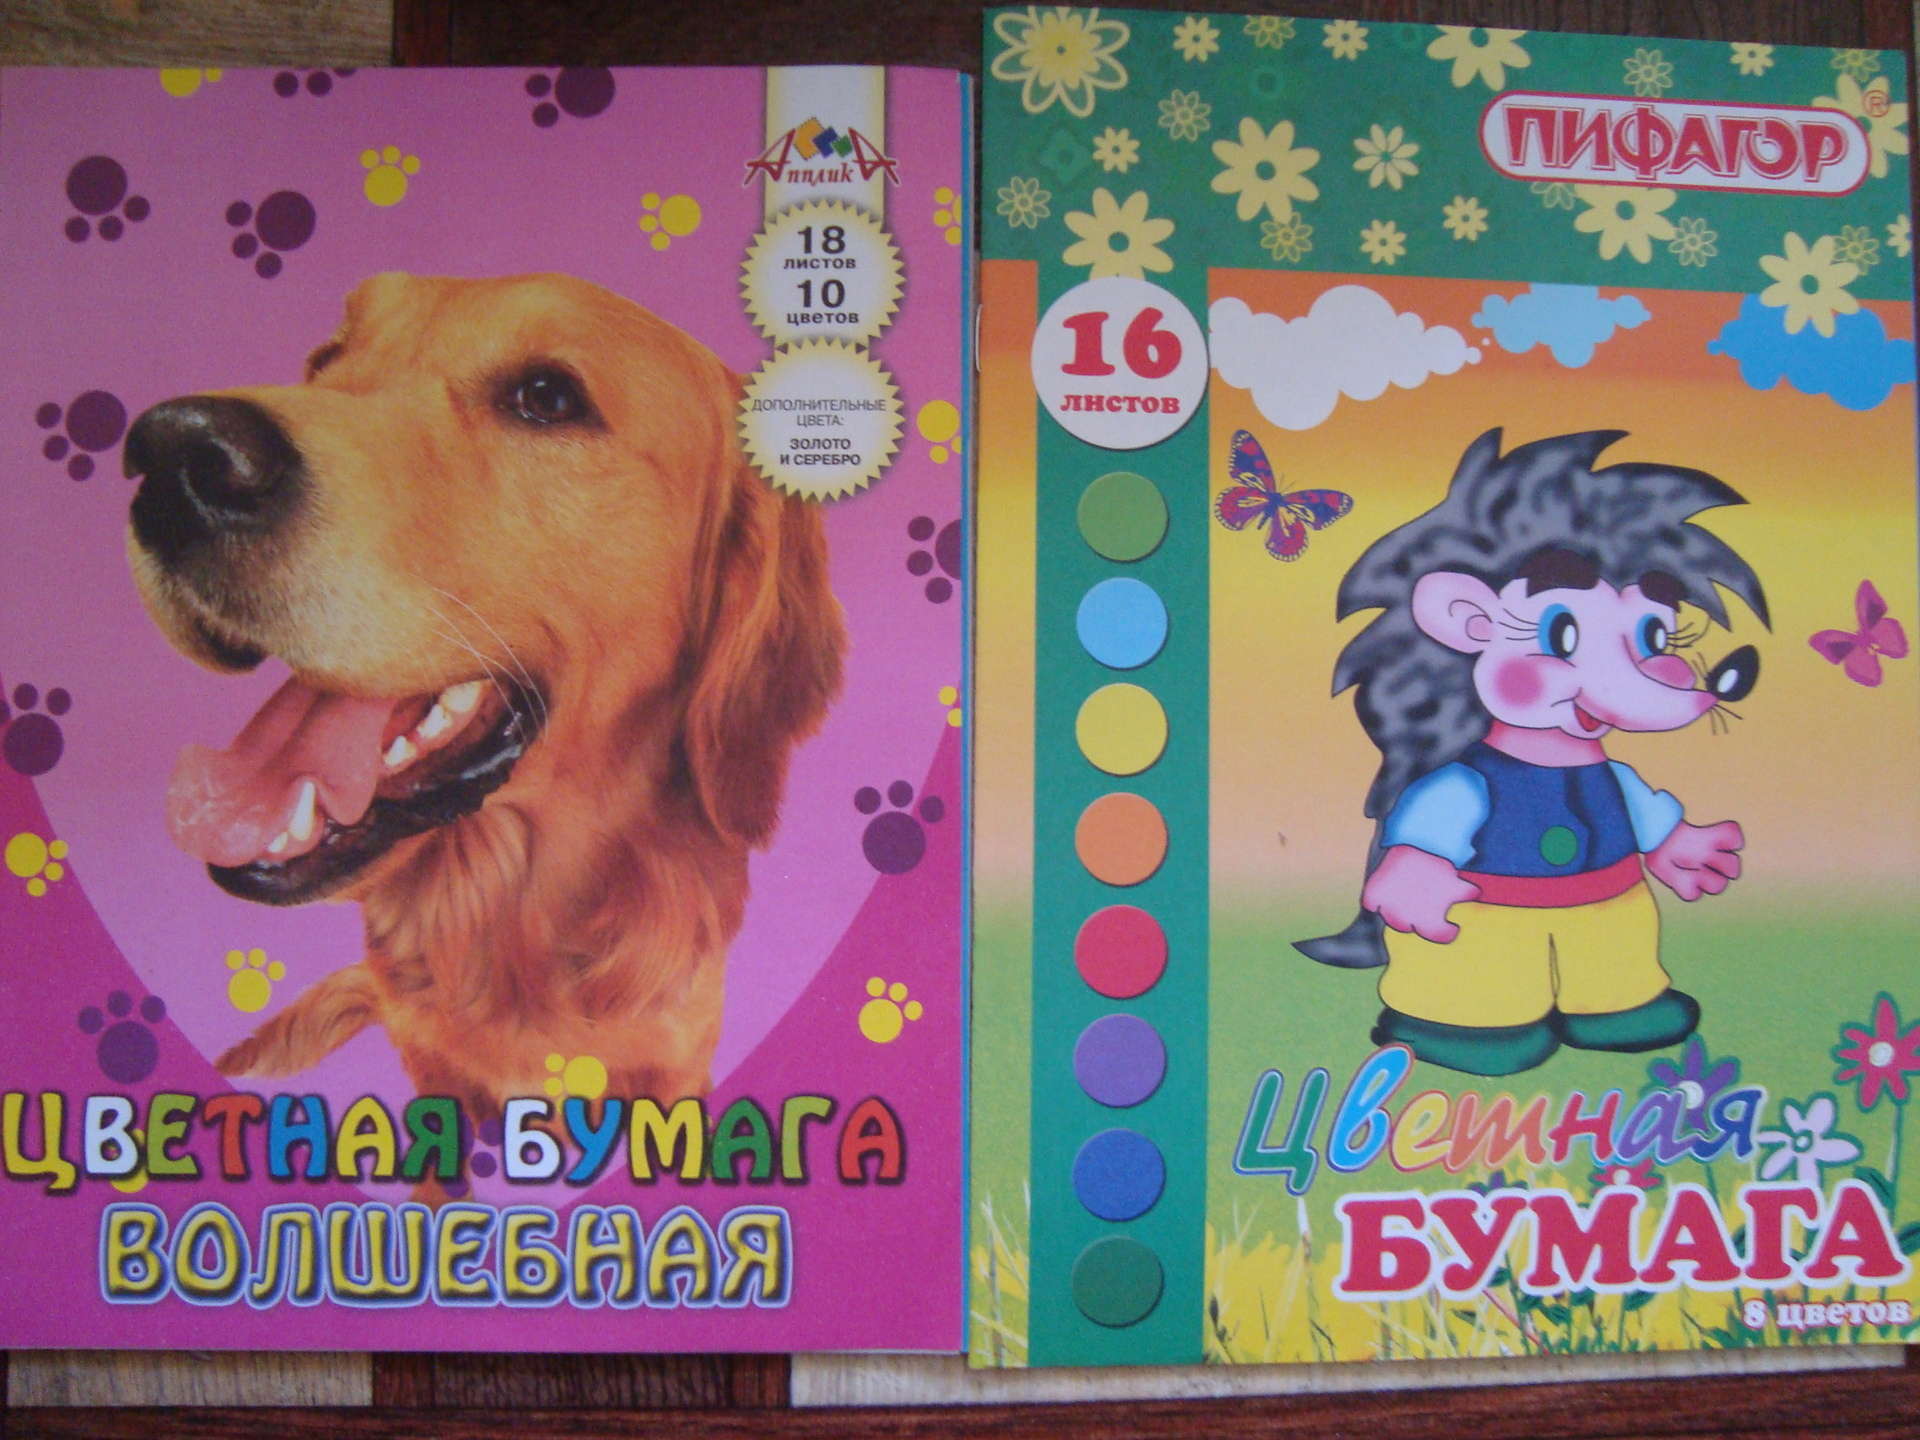 АппликА
18
листов
10
цветов
ДОПОЛНИТЕЛЬНЫЕ
ЦВЕТА:
ЗОЛОТО
И СЕРЕБРО
ЦВЕТНАЯ БУМАГА
ВОЛШЕБНАЯ
ПИФАГОР®
16
листов
Цветная
БУМАГА
8 цветов